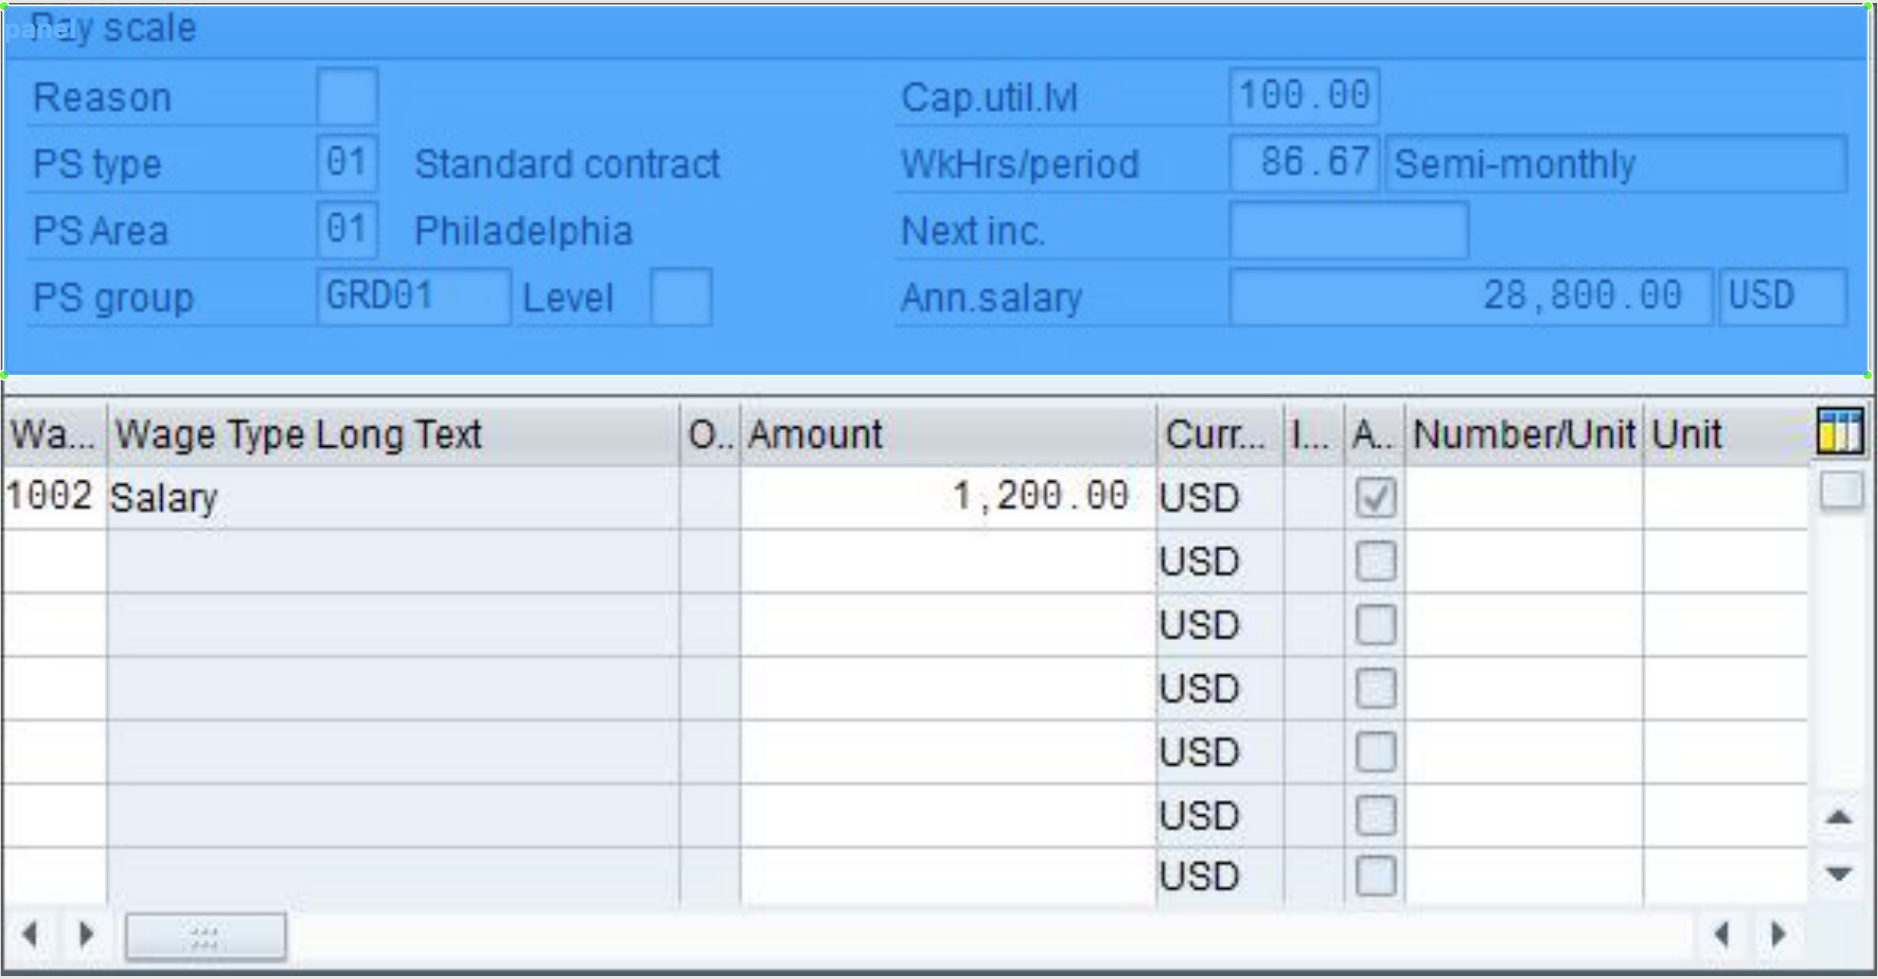 panel
Pay scale
Reason Cap.util.lvl 100.00
PS type 01 Standard contract WkHrs/period 86.67 Semi-monthly
PS Area 01 Philadelphia Next inc.
PS group GRD01 Level Ann.salary 28,800.00 USD
Wa... Wage Type Long Text O.. Amount Curr... I... A.. Number/Unit Unit
1002 Salary 1,200.00 USD
USD
USD
USD
USD
USD
USD